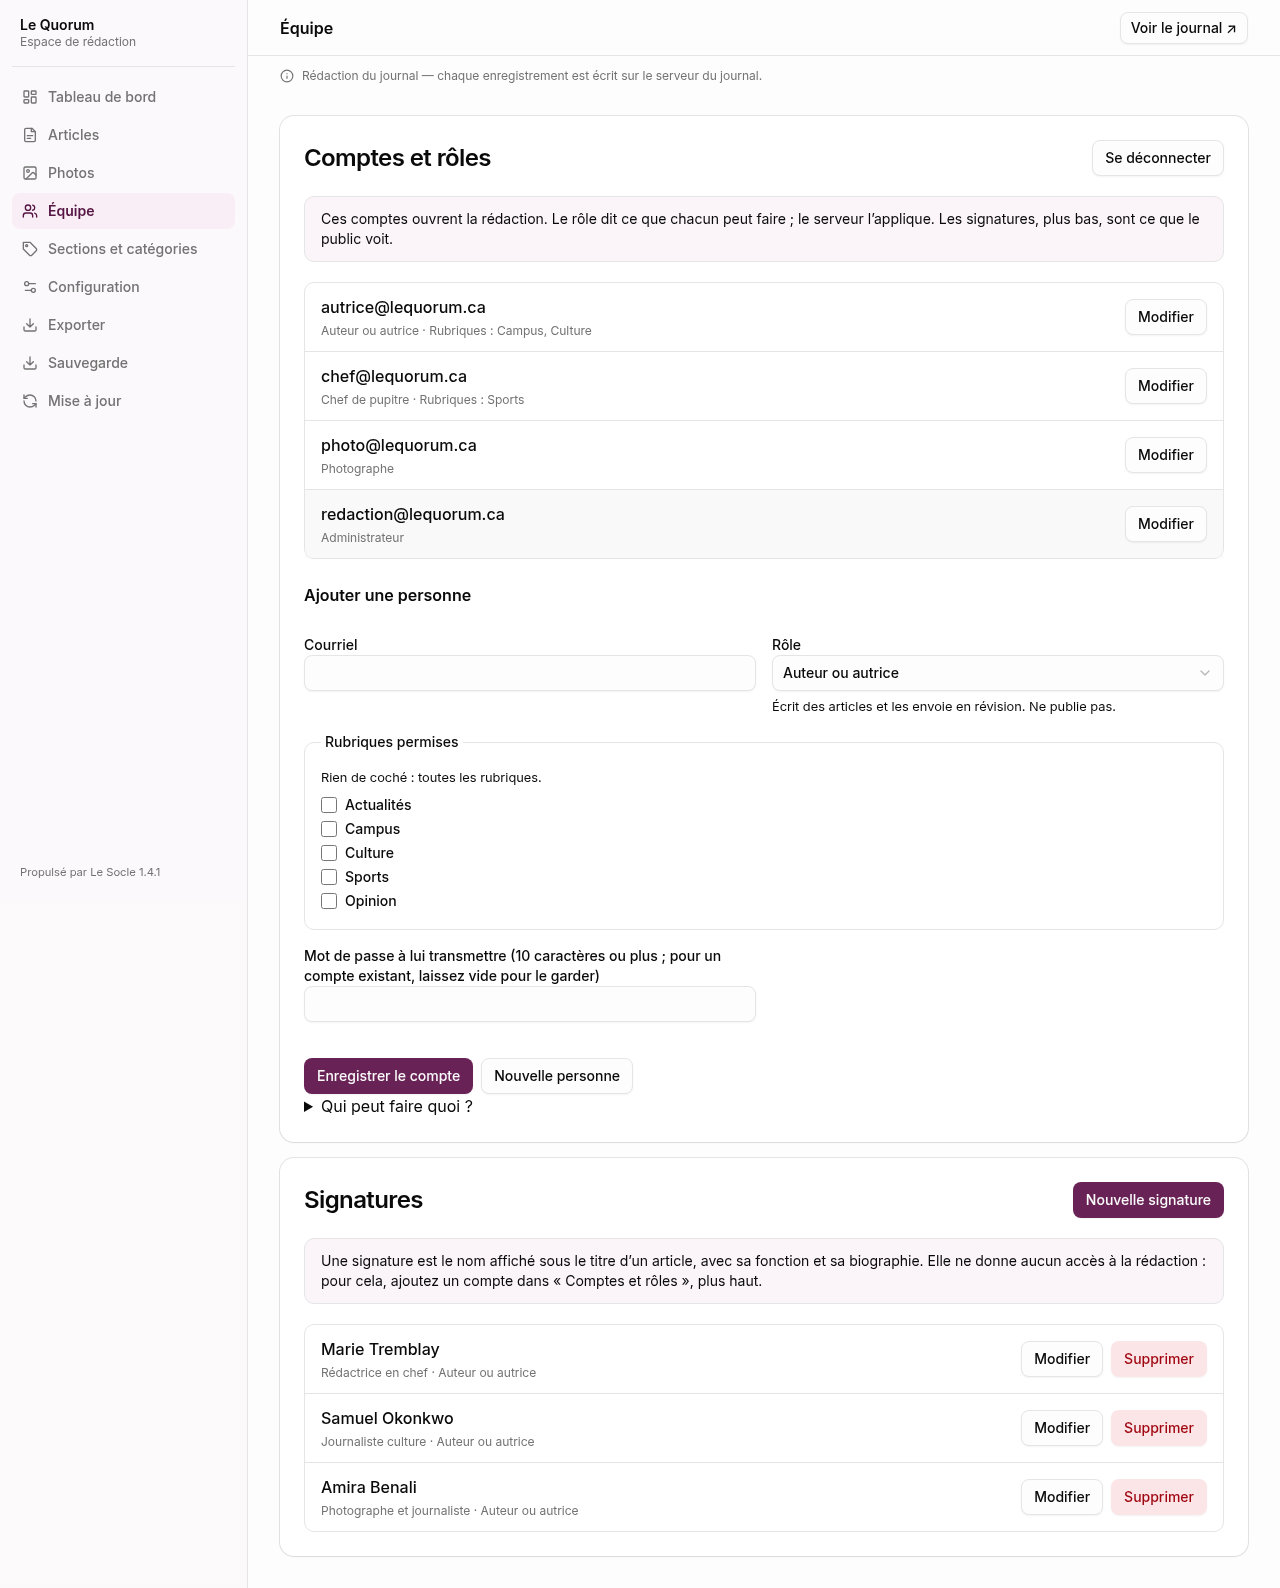 Le Quorum
Espace de rédaction
Tableau de bord
Articles
Photos
Équipe
Sections et catégories
Configuration
Exporter
Sauvegarde
Mise à jour
Propulsé par Le Socle 1.4.1
Équipe
Voir le journal
Rédaction du journal — chaque enregistrement est écrit sur le serveur du journal.
Comptes et rôles
Se déconnecter
Ces comptes ouvrent la rédaction. Le rôle dit ce que chacun peut faire ; le serveur l’applique. Les signatures, plus bas, sont ce que le
public voit.
autrice@lequorum.ca
Auteur ou autrice · Rubriques : Campus, Culture
Modifier
chef@lequorum.ca
Chef de pupitre · Rubriques : Sports
Modifier
photo@lequorum.ca
Photographe
Modifier
redaction@lequorum.ca
Administrateur
Modifier
Ajouter une personne
Courriel
Rôle
Auteur ou autrice
Écrit des articles et les envoie en révision. Ne publie pas.
Rubriques permises
Rien de coché : toutes les rubriques.
Actualités
Campus
Culture
Sports
Opinion
Mot de passe à lui transmettre (10 caractères ou plus ; pour un
compte existant, laissez vide pour le garder)
Enregistrer le compte
Nouvelle personne
Qui peut faire quoi ?
Signatures
Nouvelle signature
Une signature est le nom affiché sous le titre d’un article, avec sa fonction et sa biographie. Elle ne donne aucun accès à la rédaction :
pour cela, ajoutez un compte dans « Comptes et rôles », plus haut.
Marie Tremblay
Rédactrice en chef · Auteur ou autrice
Modifier
Supprimer
Samuel Okonkwo
Journaliste culture · Auteur ou autrice
Modifier
Supprimer
Amira Benali
Photographe et journaliste · Auteur ou autrice
Modifier
Supprimer